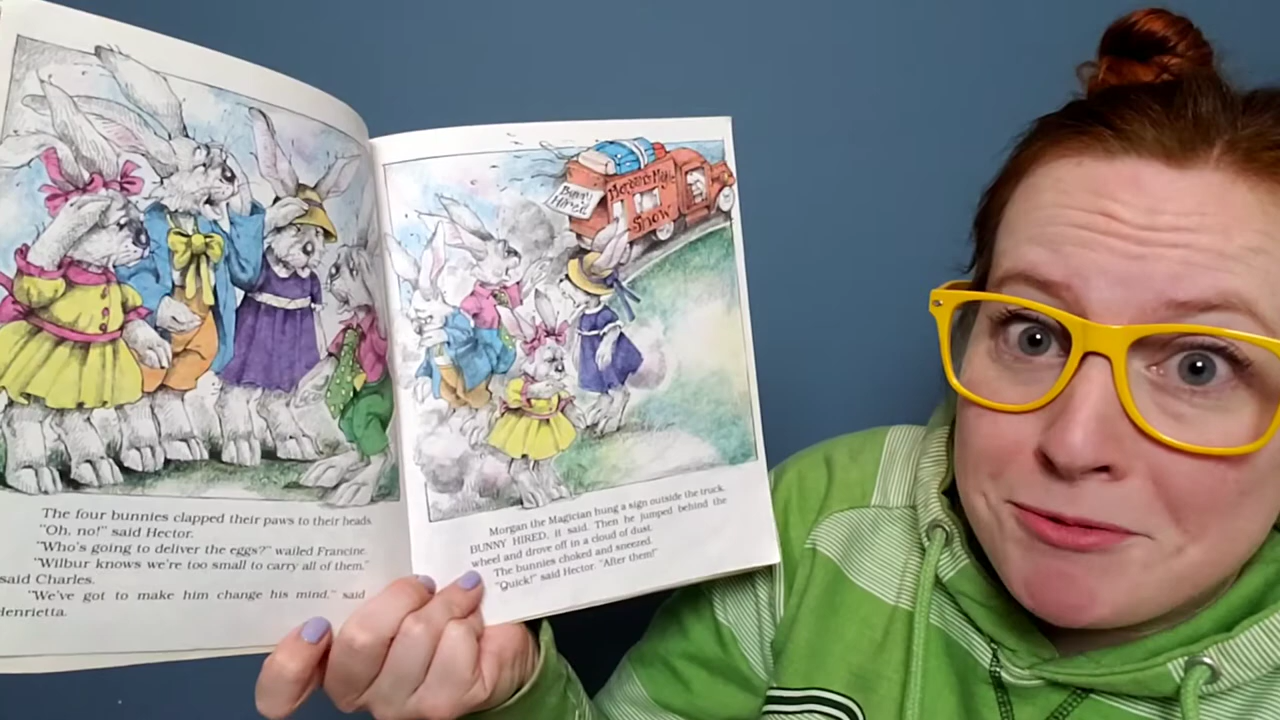 The four bunnies clapped their paws to their heads.
"Oh, no!" said Hector.
"Who's going to deliver the eggs?" wailed Francine.
"Wilbur knows we're too small to carry all of them,"
said Charles.
"We've got to make him change his mind," said
Henrietta.
Bunny
Hired
Morgan's Magic
Show
Morgan the Magician hung a sign outside the truck.
BUNNY HIRED, it said. Then he jumped behind the
wheel and drove off in a cloud of dust.
The bunnies choked and sneezed.
"Quick!" said Hector. "After them!"